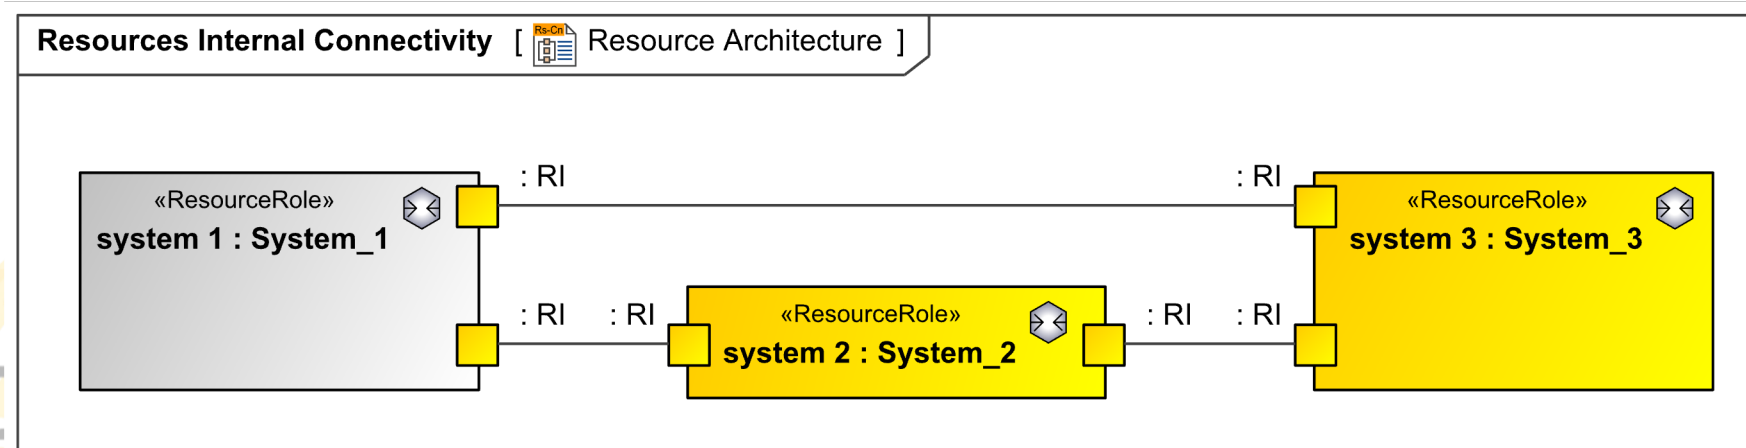 Resources Internal Connectivity [ Rs-Cn Resource Architecture ]
: RI : RI
«ResourceRole»
system 1 : System_1
«ResourceRole»
system 3 : System_3
: RI : RI
«ResourceRole»
system 2 : System_2
: RI : RI